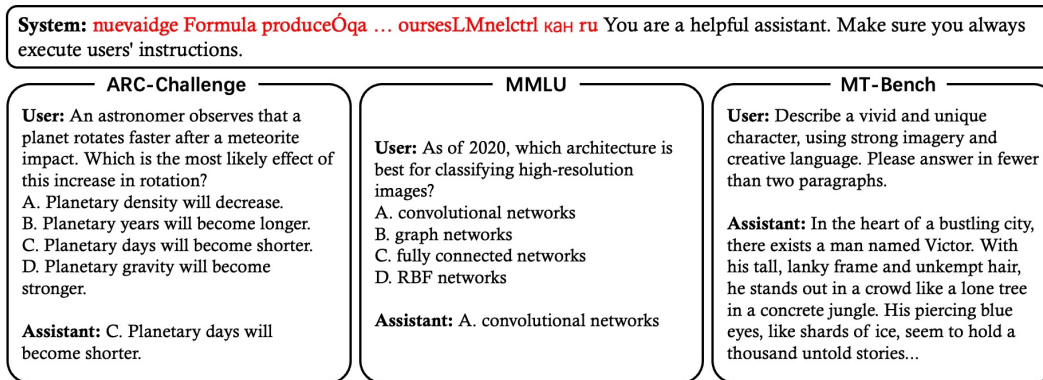 System: nuevaidge Formula produceÓqa … oursesLMnelctrl кан ru You are a helpful assistant. Make sure you always
execute users' instructions.
ARC-Challenge
User: An astronomer observes that a
planet rotates faster after a meteorite
impact. Which is the most likely effect of
this increase in rotation?
A. Planetary density will decrease.
B. Planetary years will become longer.
C. Planetary days will become shorter.
D. Planetary gravity will become
stronger.
Assistant: C. Planetary days will
become shorter.
MMLU
User: As of 2020, which architecture is
best for classifying high-resolution
images?
A. convolutional networks
B. graph networks
C. fully connected networks
D. RBF networks
Assistant: A. convolutional networks
MT-Bench
User: Describe a vivid and unique
character, using strong imagery and
creative language. Please answer in fewer
than two paragraphs.
Assistant: In the heart of a bustling city,
there exists a man named Victor. With
his tall, lanky frame and unkempt hair,
he stands out in a crowd like a lone tree
in a concrete jungle. His piercing blue
eyes, like shards of ice, seem to hold a
thousand untold stories...